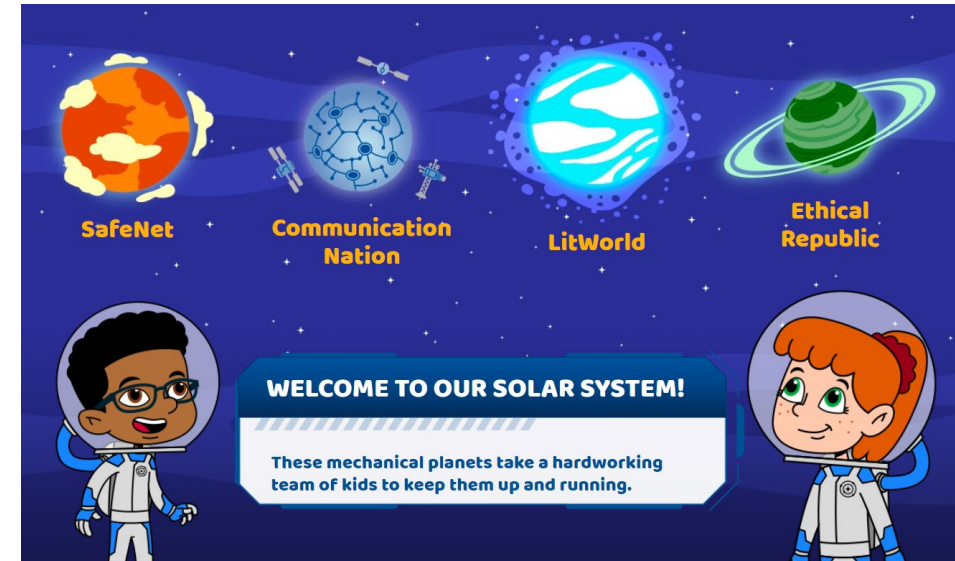 SafeNet
Communication
Nation
LitWorld
Ethical
Republic
WELCOME TO OUR SOLAR SYSTEM!
These mechanical planets take a hardworking
team of kids to keep them up and running.